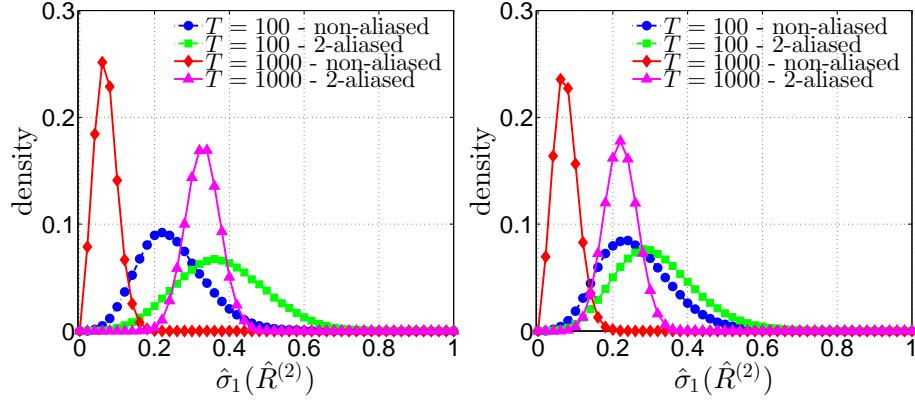 0.3
0.2
0.1
0
density
T = 100 - non-aliased
T = 100 - 2-aliased
T = 1000 - non-aliased
T = 1000 - 2-aliased
0 0.2 0.4 0.6 0.8 1
σ̂₁(R̂⁽²⁾)
0.3
0.2
0.1
0
density
T = 100 - non-aliased
T = 100 - 2-aliased
T = 1000 - non-aliased
T = 1000 - 2-aliased
0 0.2 0.4 0.6 0.8 1
σ̂₁(R̂⁽²⁾)